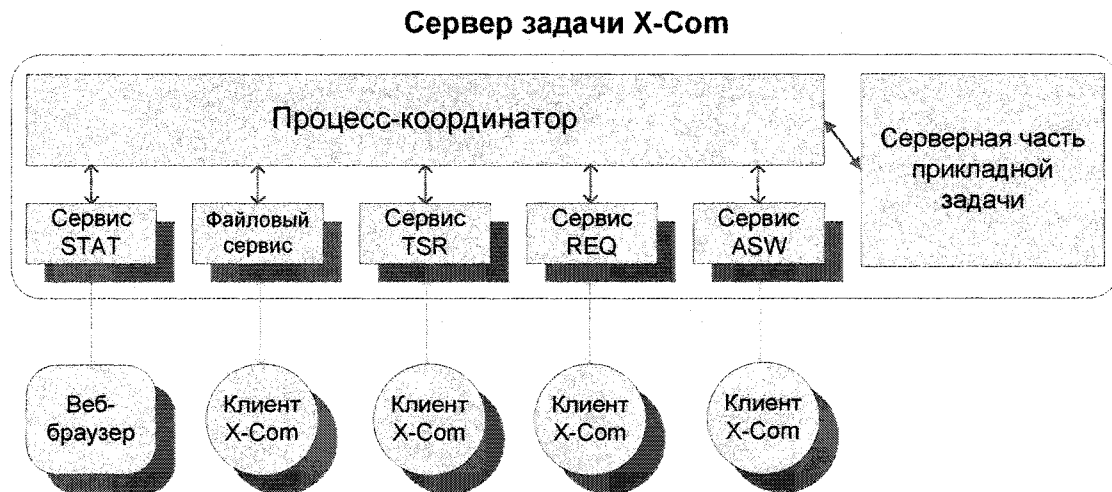 Сервер задачи X-Com
Процесс-координатор
Серверная часть
прикладной
задачи
Сервис
STAT
Файловый
сервис
Сервис
TSR
Сервис
REQ
Сервис
ASW
Веб-
браузер
Клиент
X-Com
Клиент
X-Com
Клиент
X-Com
Клиент
X-Com